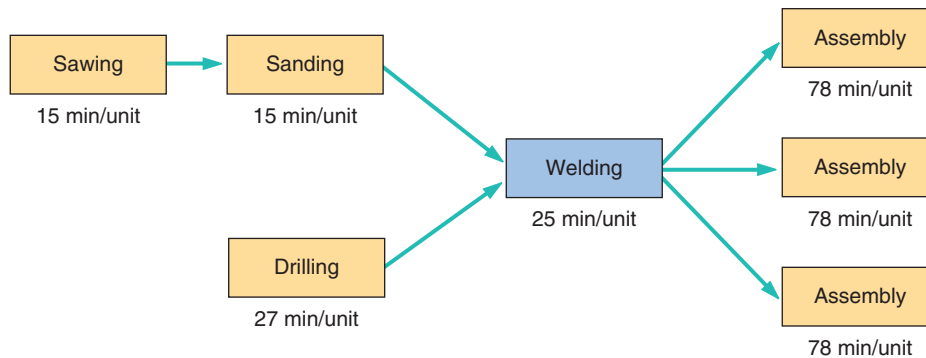 Sawing
15 min/unit
Sanding
15 min/unit
Drilling
27 min/unit
Welding
25 min/unit
Assembly
78 min/unit
Assembly
78 min/unit
Assembly
78 min/unit